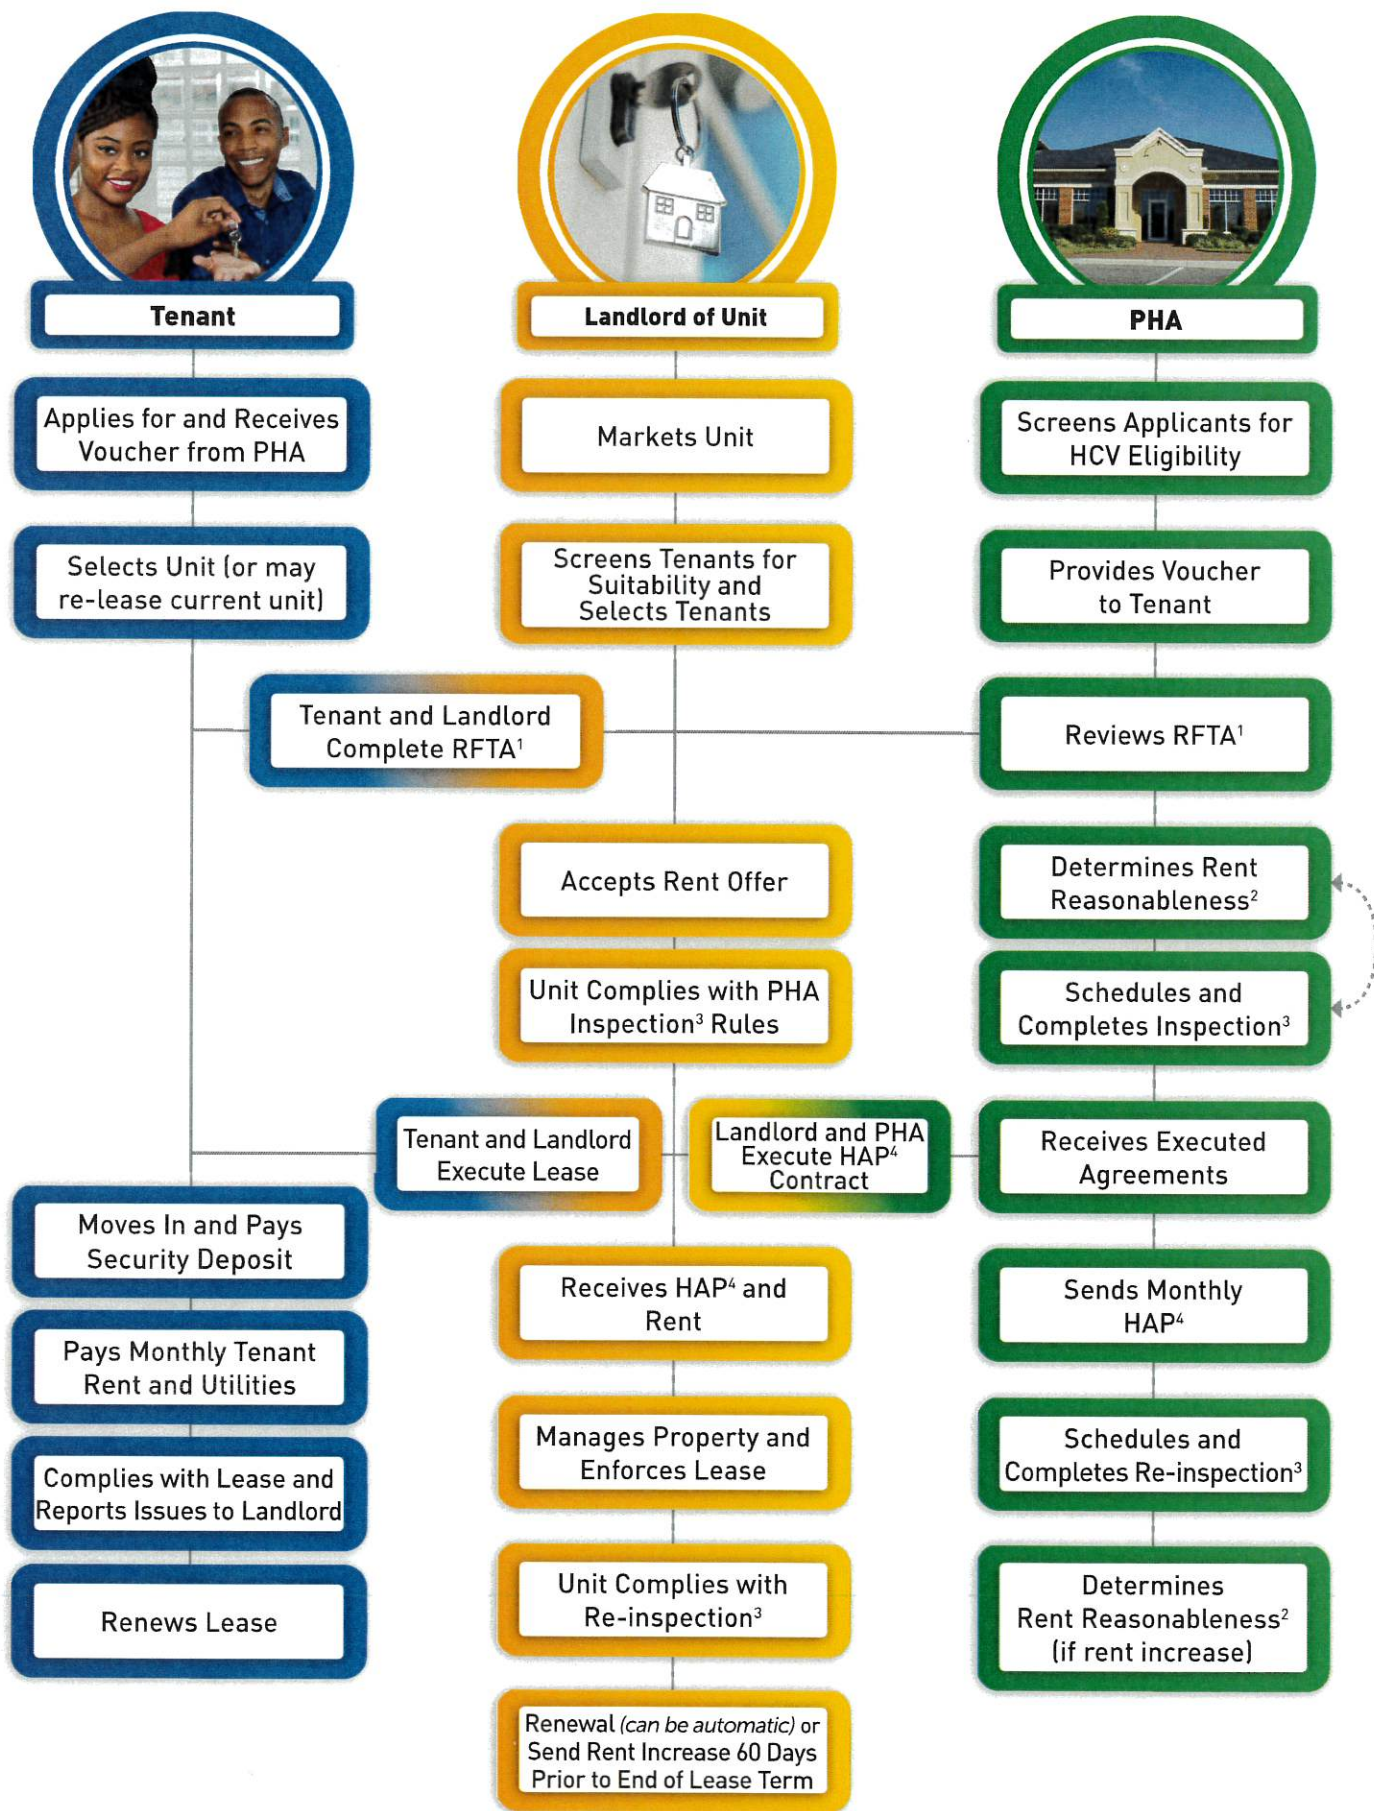 Tenant
Applies for and Receives
Voucher from PHA
Selects Unit (or may
re-lease current unit)
Landlord of Unit
Markets Unit
Screens Tenants for
Suitability and
Selects Tenants
PHA
Screens Applicants for
HCV Eligibility
Provides Voucher
to Tenant
Tenant and Landlord
Complete RFTA¹
Reviews RFTA¹
Accepts Rent Offer
Determines Rent
Reasonableness²
Unit Complies with PHA
Inspection³ Rules
Schedules and
Completes Inspection³
Tenant and Landlord
Execute Lease
Landlord and PHA
Execute HAP⁴
Contract
Receives Executed
Agreements
Moves In and Pays
Security Deposit
Pays Monthly Tenant
Rent and Utilities
Complies with Lease and
Reports Issues to Landlord
Renews Lease
Receives HAP⁴ and
Rent
Manages Property and
Enforces Lease
Unit Complies with
Re-inspection³
Renewal (can be automatic) or
Send Rent Increase 60 Days
Prior to End of Lease Term
Sends Monthly
HAP⁴
Schedules and
Completes Re-inspection³
Determines
Rent Reasonableness²
(if rent increase)